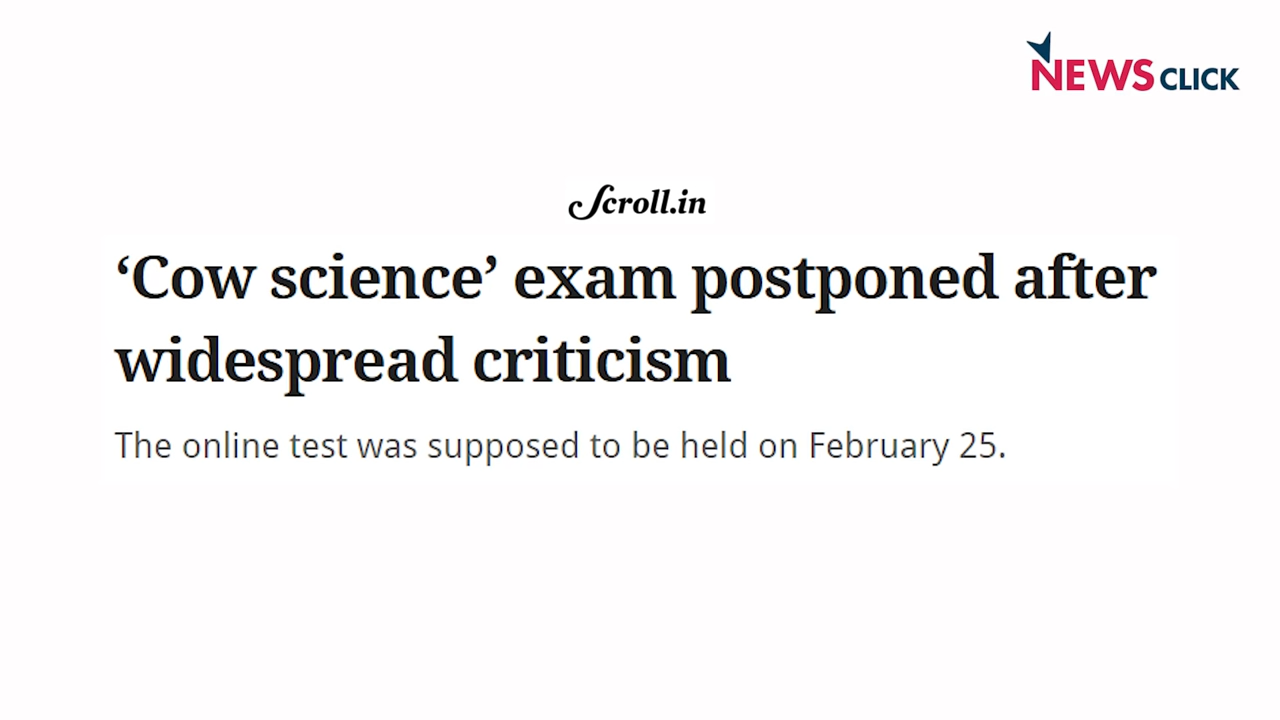 NEWS CLICK
Scroll.in
‘Cow science’ exam postponed after
widespread criticism
The online test was supposed to be held on February 25.